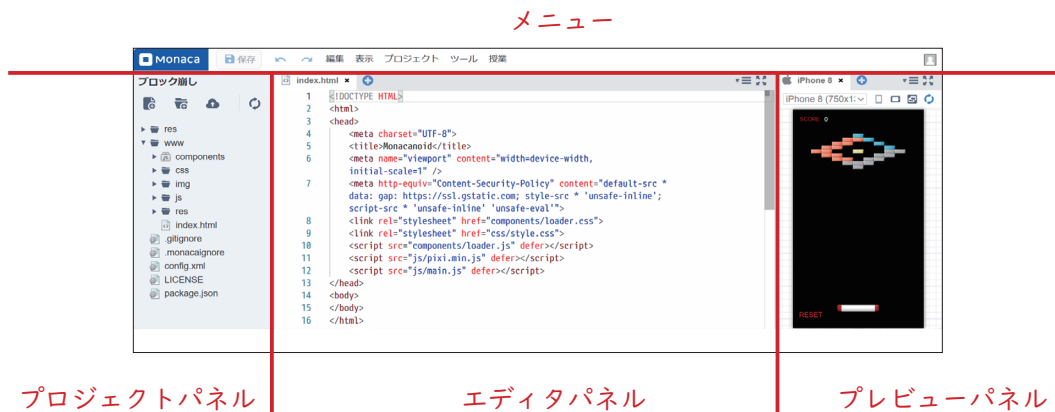 メニュー
Monaca 保存 編集 表示 プロジェクト ツール 授業
ブロック崩し
res
www
components
css
img
js
res
index.html
.gitignore
.monacaignore
config.xml
LICENSE
package.json
index.html ×
1 <!DOCTYPE HTML>
2 <html>
3 <head>
4 <meta charset="UTF-8">
5 <title>Monacanoid</title>
6 <meta name="viewport" content="width=device-width,
initial-scale=1" />
7 <meta http-equiv="Content-Security-Policy" content="default-src *
data: gap: https://ssl.gstatic.com; style-src * 'unsafe-inline';
script-src * 'unsafe-inline' 'unsafe-eval'">
8 <link rel="stylesheet" href="components/loader.css">
9 <link rel="stylesheet" href="css/style.css">
10 <script src="components/loader.js" defer></script>
11 <script src="js/pixi.min.js" defer></script>
12 <script src="js/main.js" defer></script>
13 </head>
14 <body>
15 </body>
16 </html>
iPhone 8 ×
iPhone 8 (750x1:
SCORE 0
RESET
プロジェクトパネル
エディタパネル
プレビューパネル